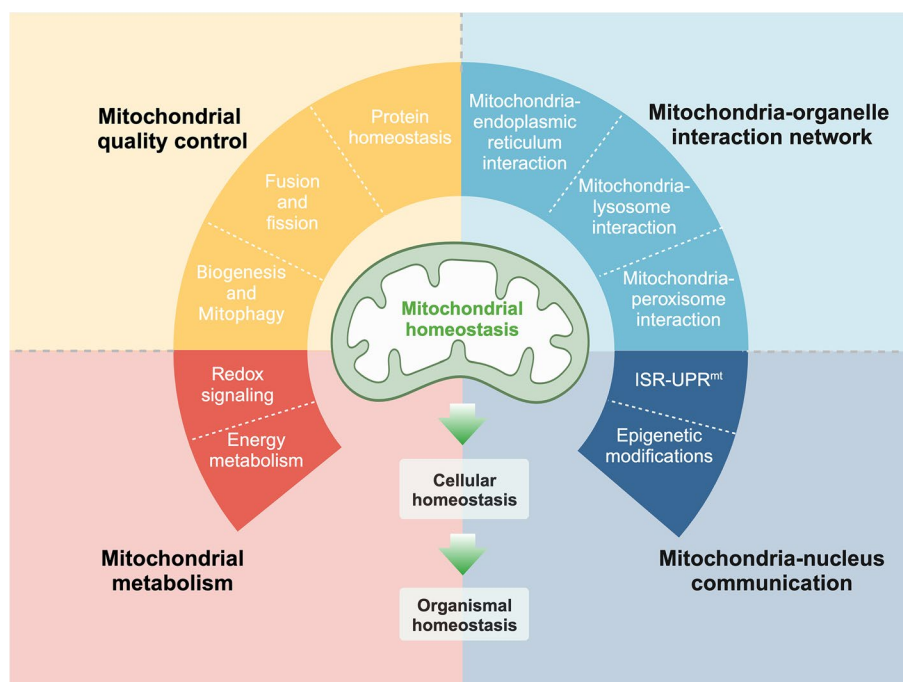 Mitochondrial
quality control
Protein
homeostasis
Fusion
and
fission
Biogenesis
and
Mitophagy
Mitochondria-
endoplasmic
reticulum
interaction
Mitochondria-organelle
interaction network
Mitochondria-
lysosome
interaction
Mitochondria-
peroxisome
interaction
Mitochondrial
homeostasis
Redox
signaling
Energy
metabolism
Mitochondrial
metabolism
ISR-UPRᵐᵗ
Epigenetic
modifications
Mitochondria-nucleus
communication
Cellular
homeostasis
Organismal
homeostasis